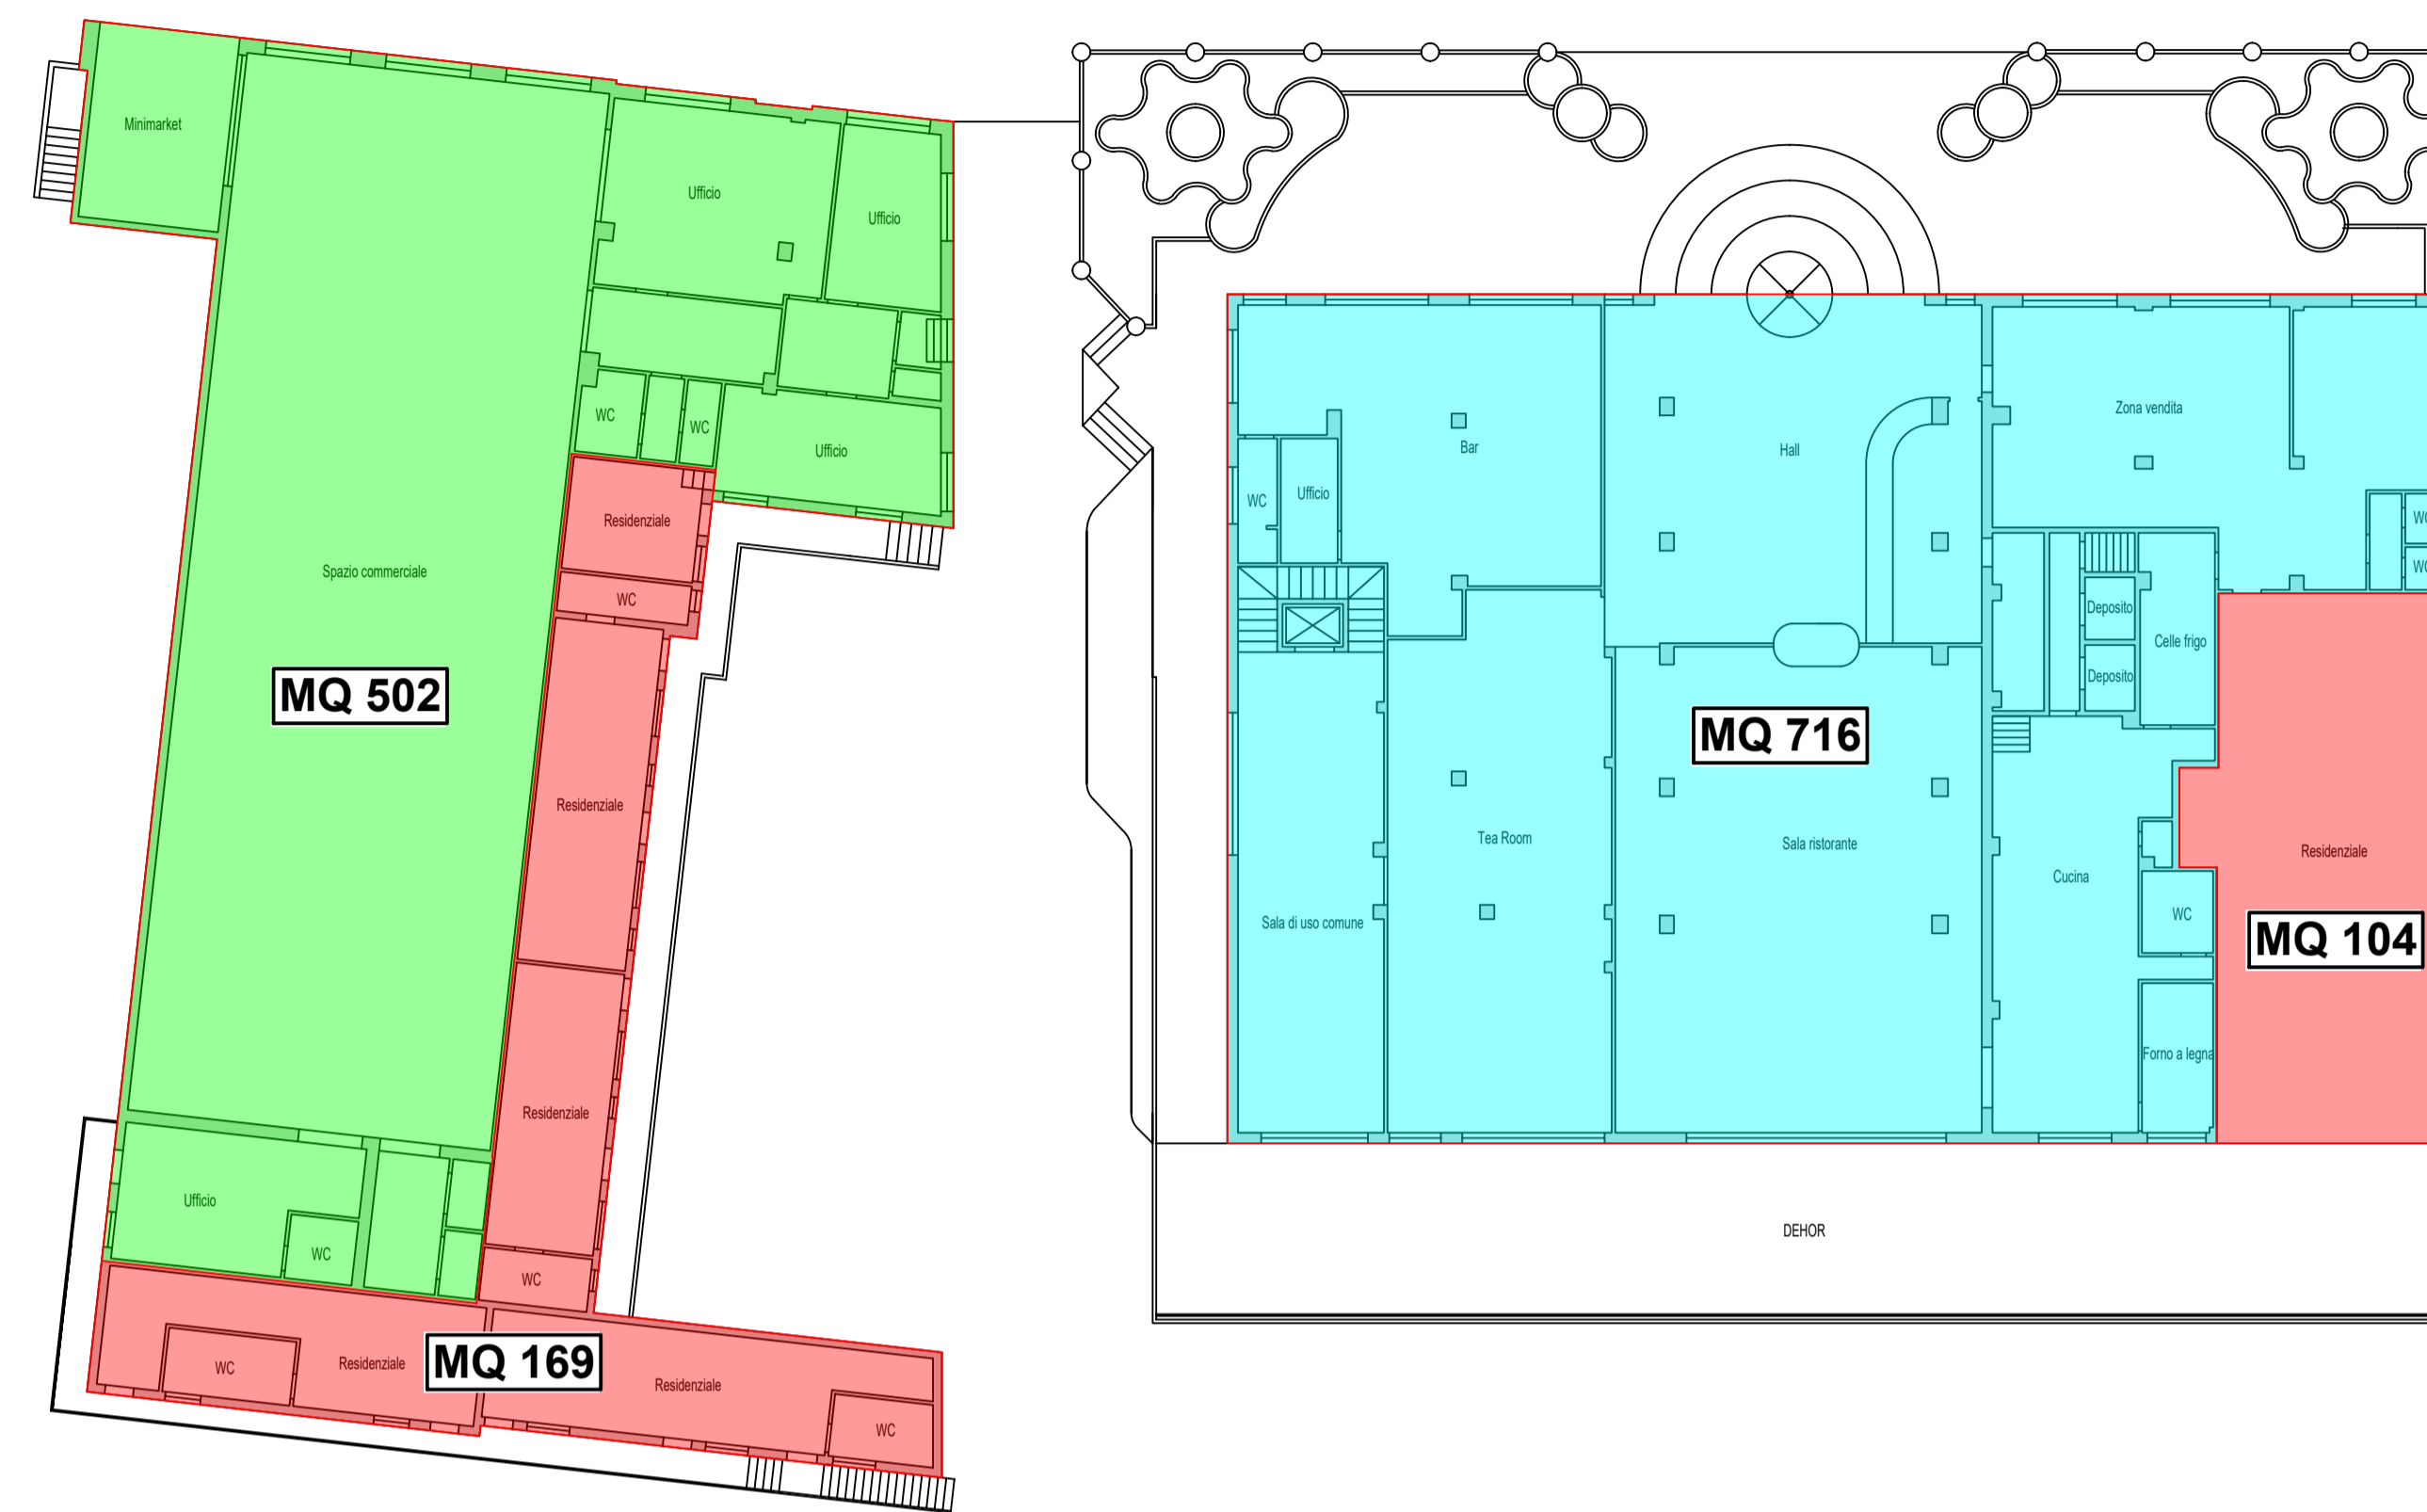 Minimarket
Ufficio
Ufficio
WC
WC
Ufficio
Residenziale
Spazio commerciale
WC
MQ 502
Residenziale
Residenziale
Ufficio
WC
WC
WC
Residenziale
MQ 169
Residenziale
WC
Bar
Hall
Zona vendita
WC
Ufficio
WC
WC
Deposito
Celle frigo
Deposito
MQ 716
Tea Room
Sala ristorante
Residenziale
Cucina
WC
Sala di uso comune
MQ 104
Forno a legna
DEHOR